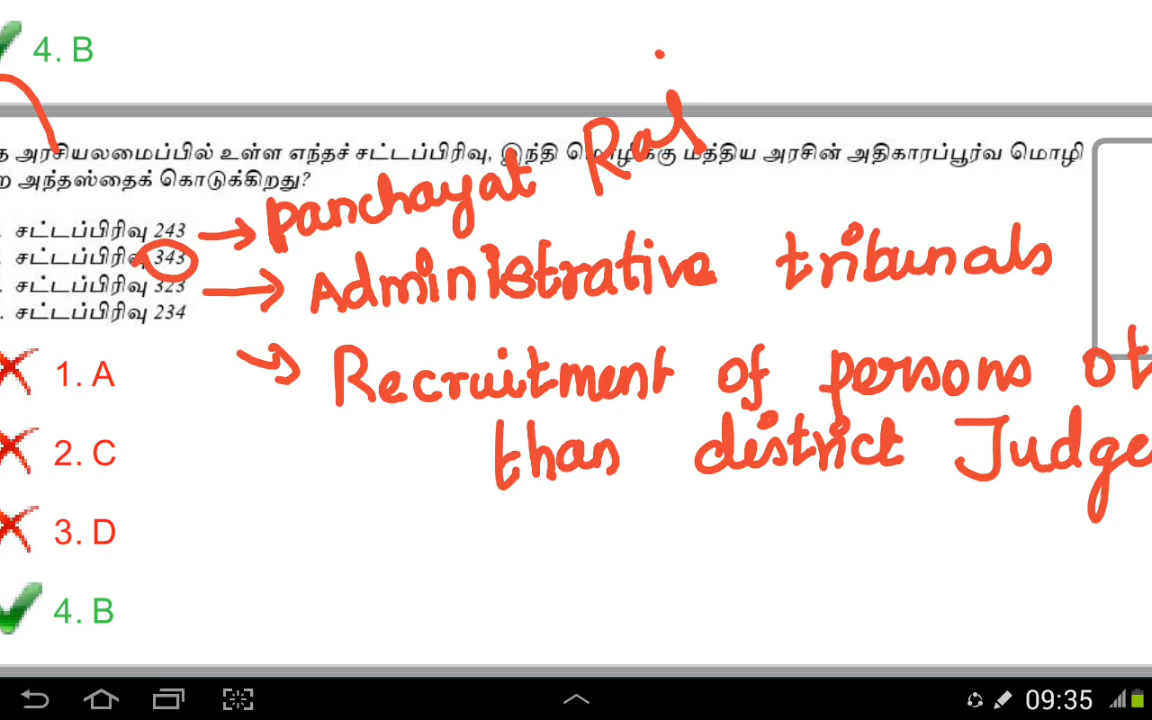 4. B
அரசியலமைப்பில் உள்ள எந்தச் சட்டப்பிரிவு, இந்தி மொழிக்கு மத்திய அரசின் அதிகாரப்பூர்வ மொழி
அந்தஸ்தைக் கொடுக்கிறது?
. சட்டப்பிரிவு 243 Panchayat Raj
. சட்டப்பிரிவு 343
. சட்டப்பிரிவு 323 Administrative tribunals
. சட்டப்பிரிவு 234
Recruitment of persons ot
than district Judge
1. A
2. C
3. D
4. B
09:35